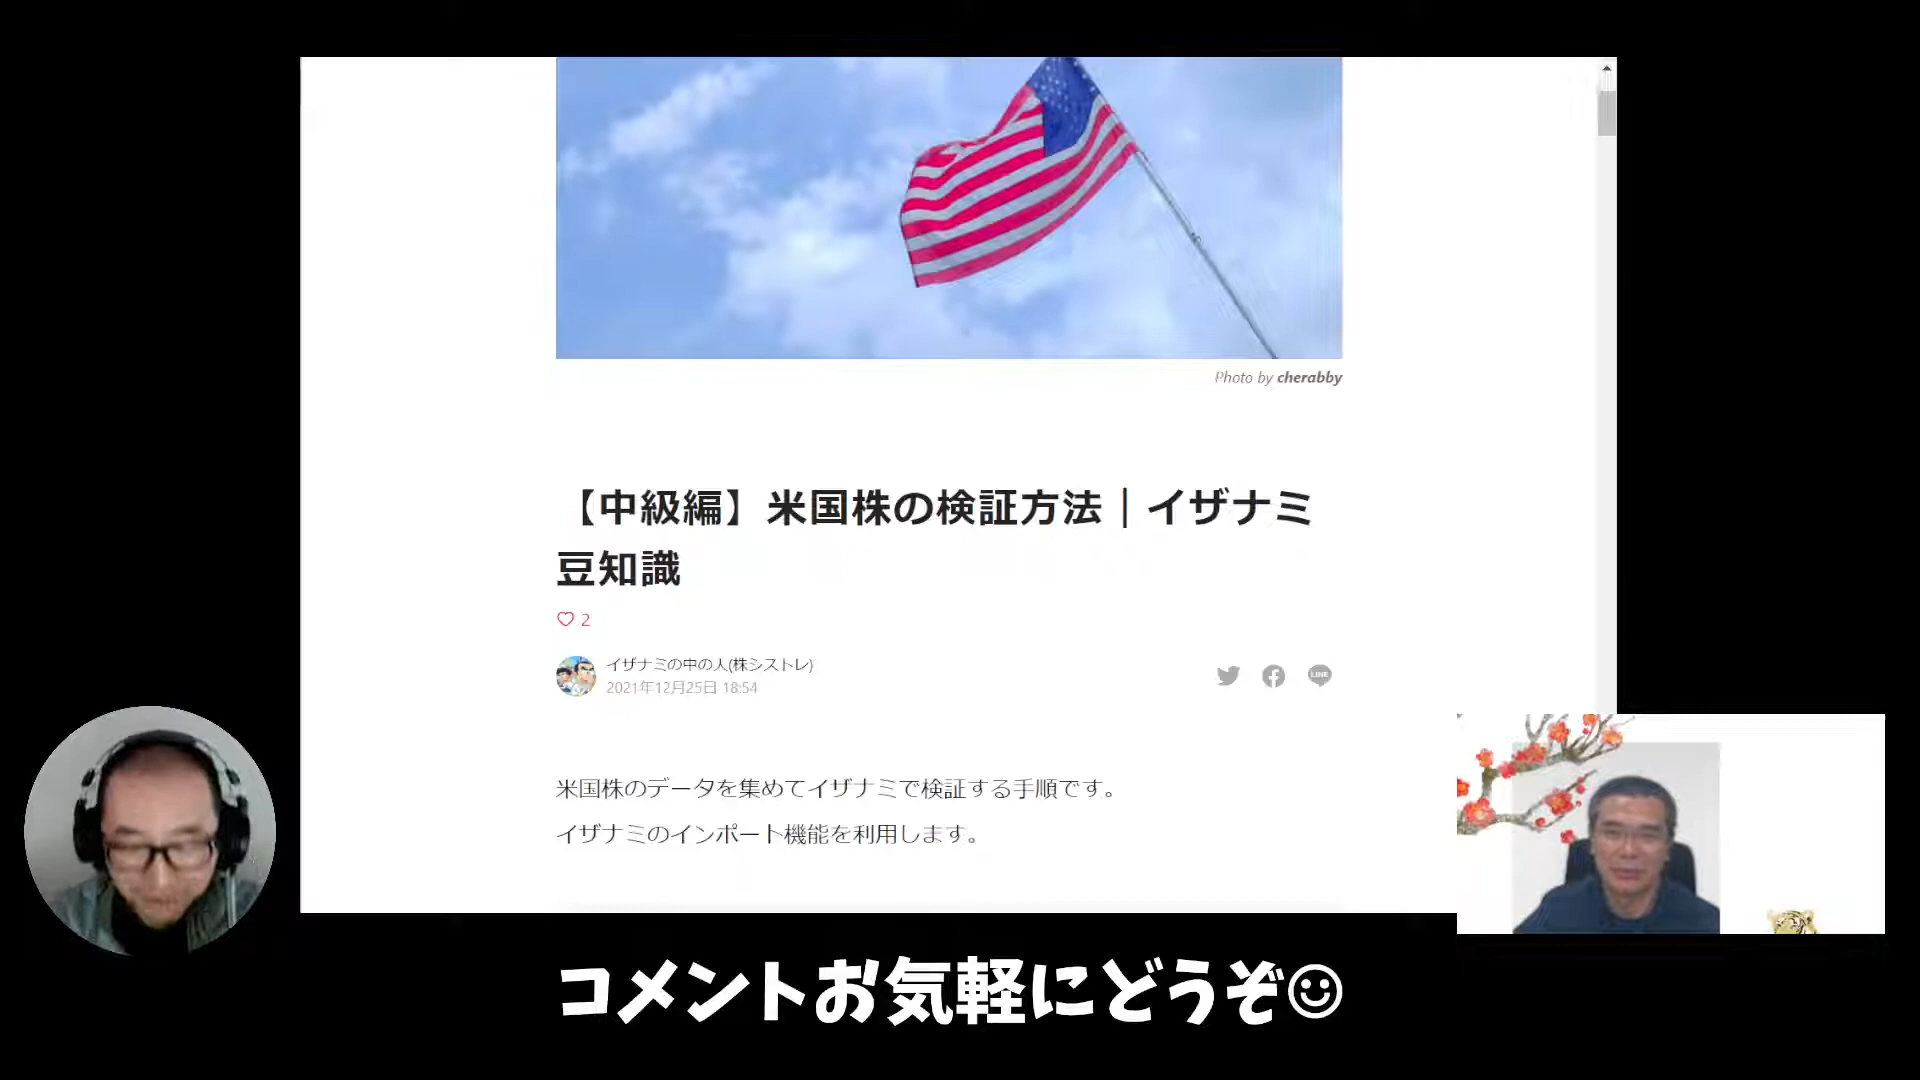 Photo by cherabby
【中級編】米国株の検証方法｜イザナミ
豆知識
2
イザナミの中の人(株シストレ)
2021年12月25日 18:54
LINE
米国株のデータを集めてイザナミで検証する手順です。
イザナミのインポート機能を利用します。
コメントお気軽にどうぞ☺